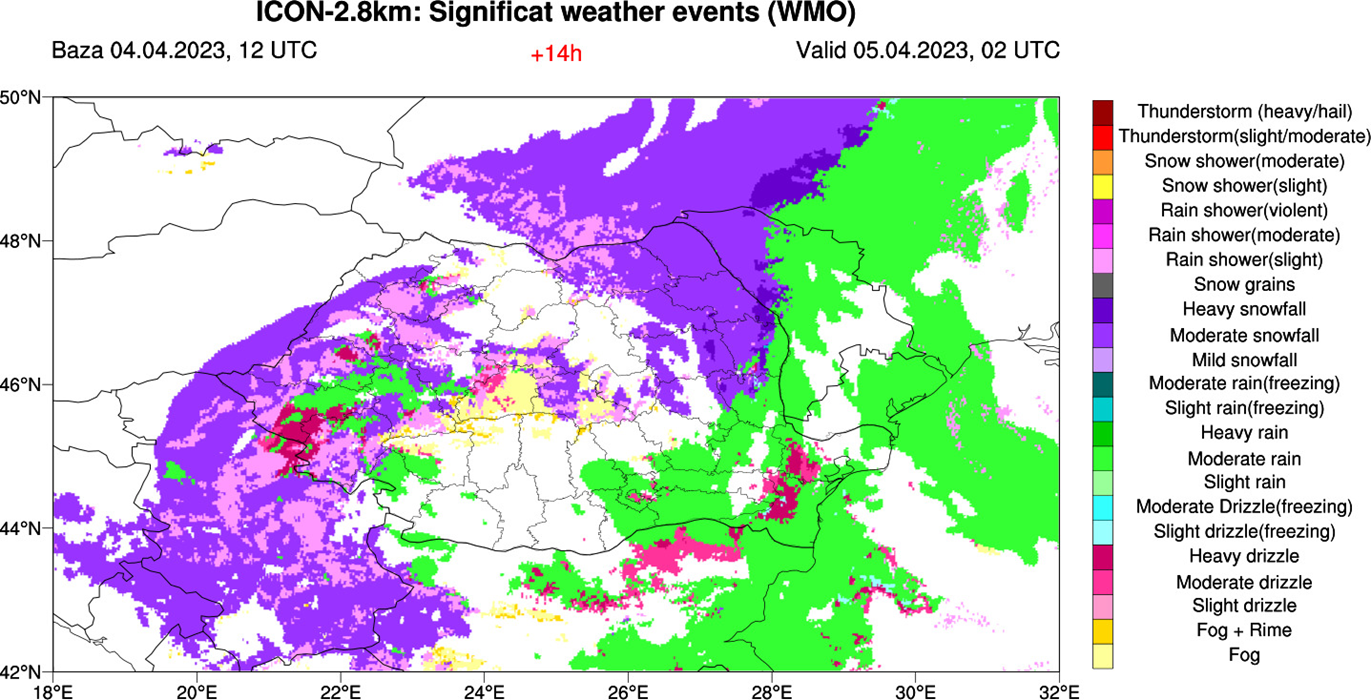 ICON-2.8km: Significat weather events (WMO)
Baza 04.04.2023, 12 UTC
+14h
Valid 05.04.2023, 02 UTC
50°N
48°N
46°N
44°N
42°N
18°E
20°E
22°E
24°E
26°E
28°E
30°E
32°E
Thunderstorm (heavy/hail)
Thunderstorm(slight/moderate)
Snow shower(moderate)
Snow shower(slight)
Rain shower(violent)
Rain shower(moderate)
Rain shower(slight)
Snow grains
Heavy snowfall
Moderate snowfall
Mild snowfall
Moderate rain(freezing)
Slight rain(freezing)
Heavy rain
Moderate rain
Slight rain
Moderate Drizzle(freezing)
Slight drizzle(freezing)
Heavy drizzle
Moderate drizzle
Slight drizzle
Fog + Rime
Fog